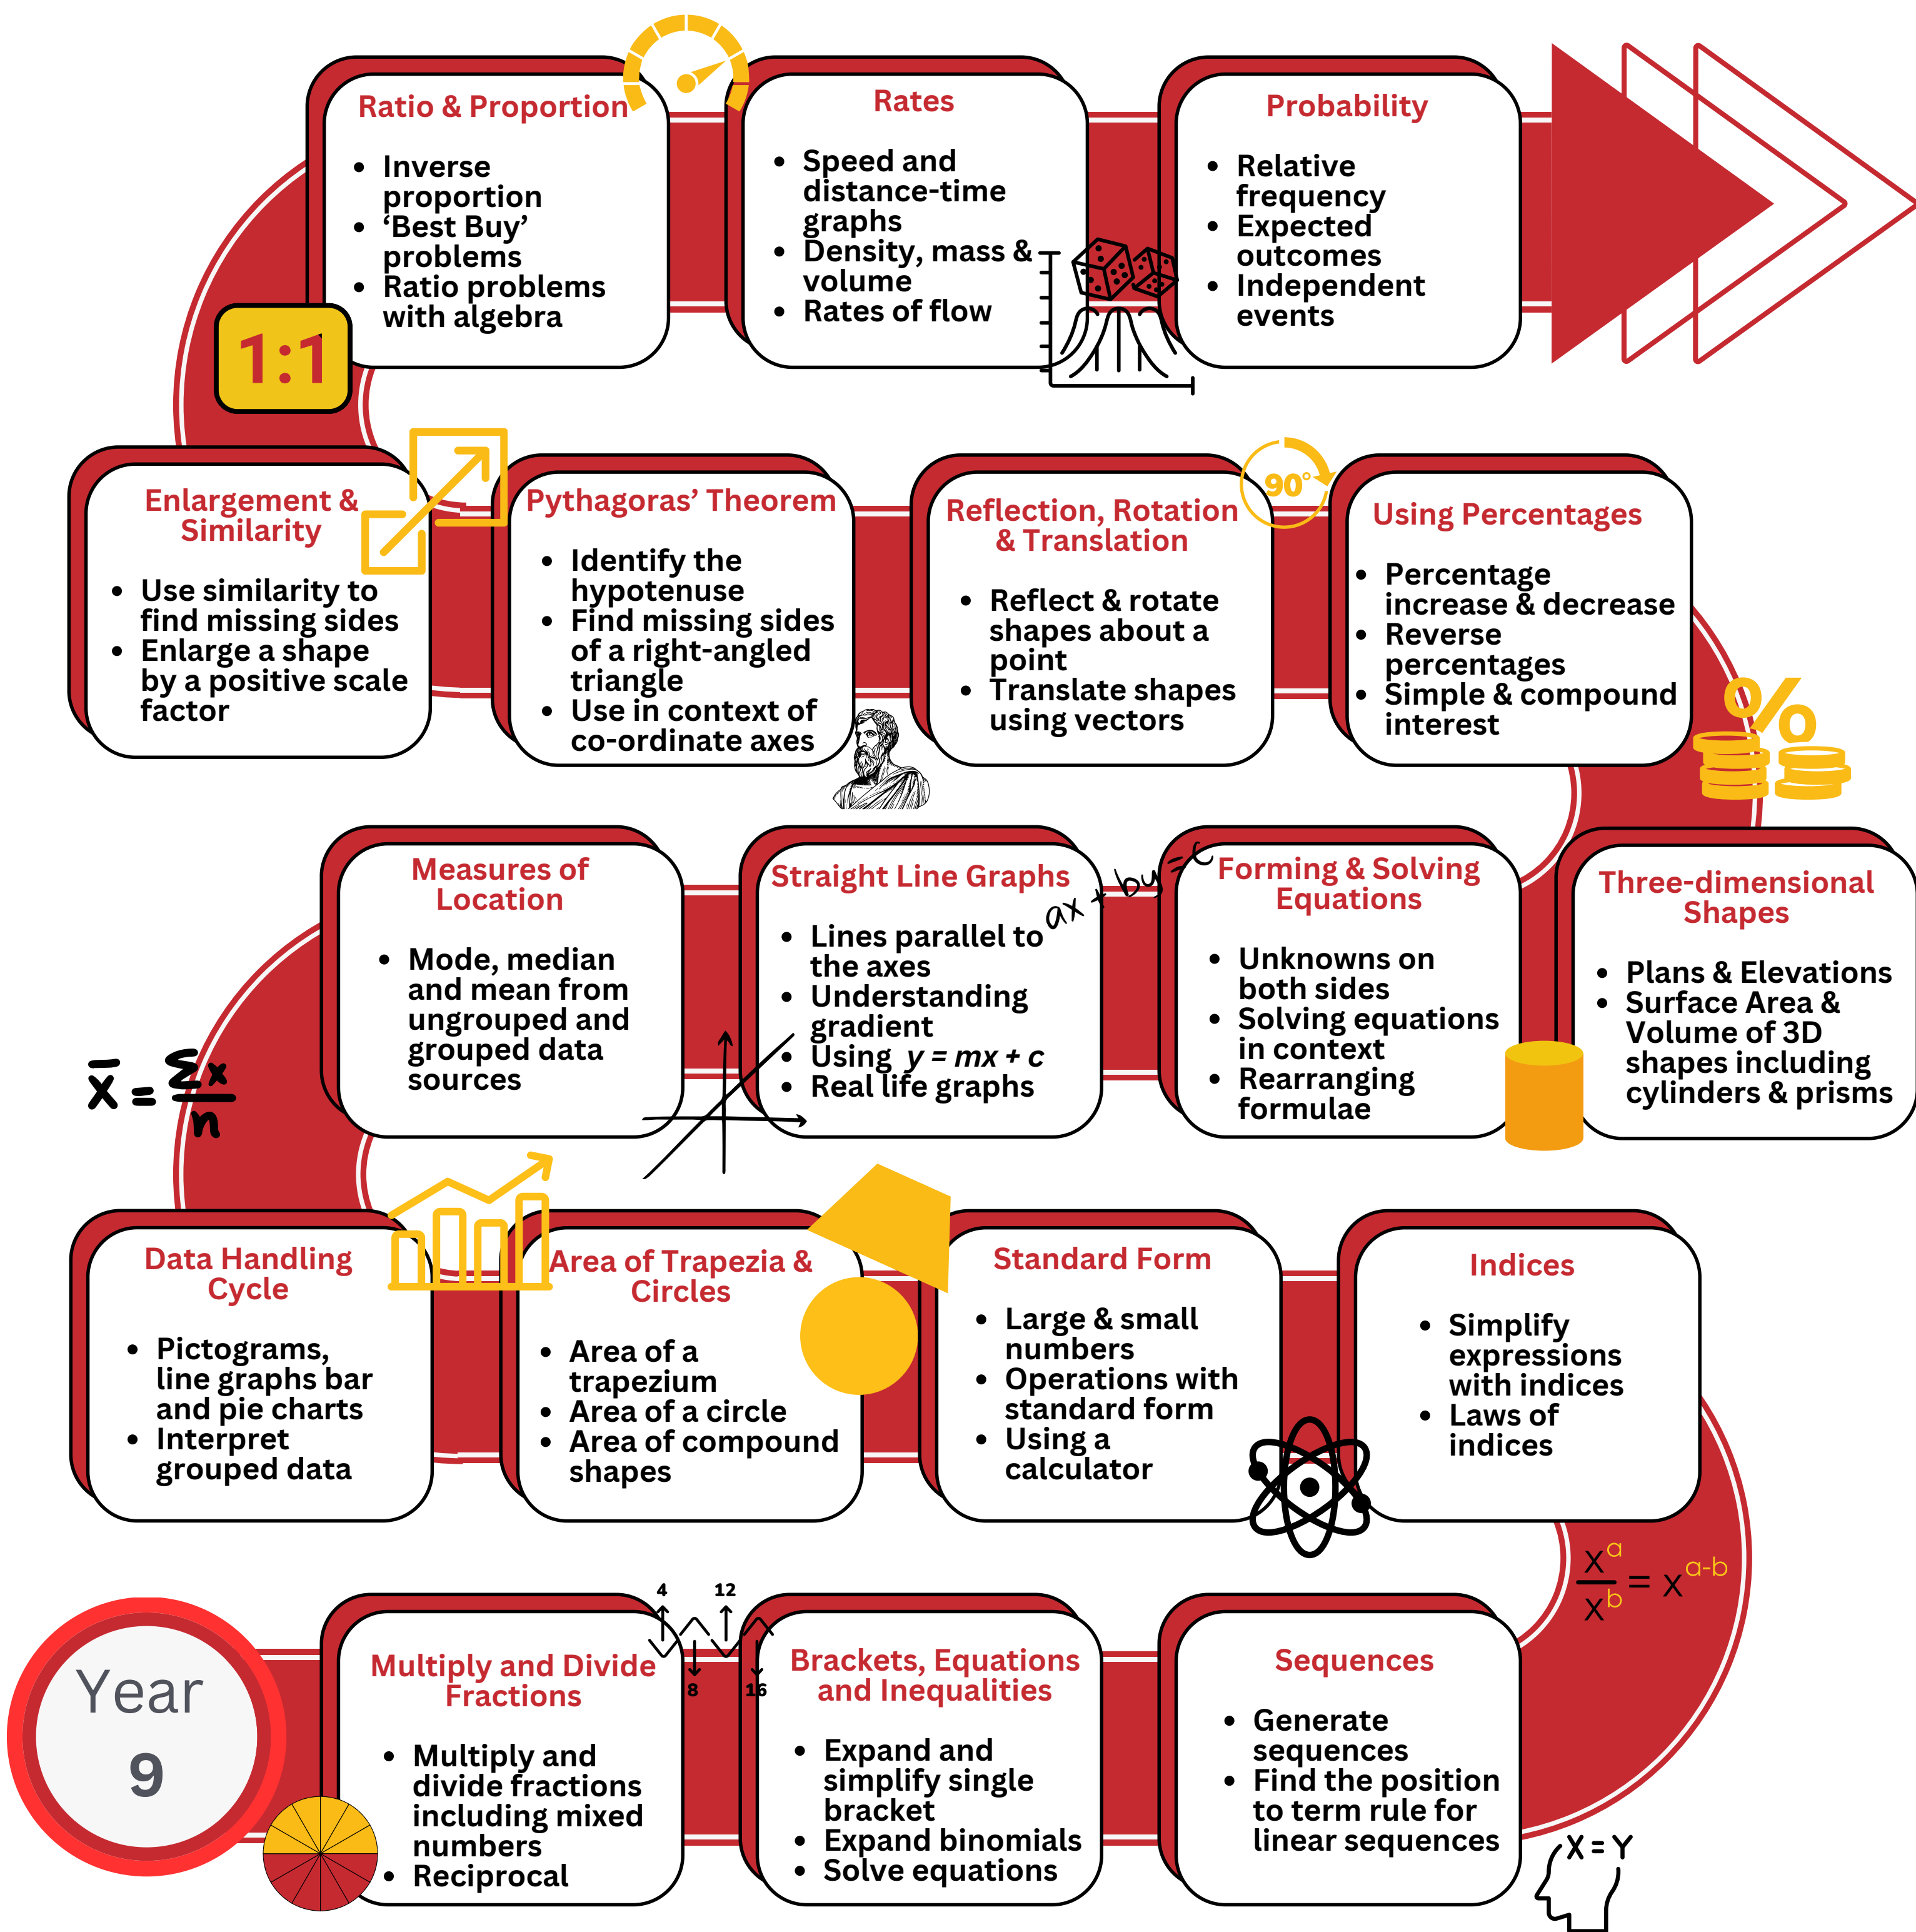 Ratio & Proportion
Inverse
proportion
‘Best Buy’
problems
Ratio problems
with algebra
1:1
Rates
Speed and
distance-time
graphs
Density, mass &
volume
Rates of flow
Probability
Relative
frequency
Expected
outcomes
Independent
events
Enlargement &
Similarity
Use similarity to
find missing sides
Enlarge a shape
by a positive scale
factor
Pythagoras’ Theorem
Identify the
hypotenuse
Find missing sides
of a right-angled
triangle
Use in context of
co-ordinate axes
Reflection, Rotation
& Translation
Reflect & rotate
shapes about a
point
Translate shapes
using vectors
90°
Using Percentages
Percentage
increase & decrease
Reverse
percentages
Simple & compound
interest
%
Measures of
Location
Mode, median
and mean from
ungrouped and
grouped data
sources
x̄ = Σx
n
Straight Line Graphs
Lines parallel to
the axes
Understanding
gradient
Using y = mx + c
Real life graphs
ax + by = c
Forming & Solving
Equations
Unknowns on
both sides
Solving equations
in context
Rearranging
formulae
Three-dimensional
Shapes
Plans & Elevations
Surface Area &
Volume of 3D
shapes including
cylinders & prisms
Data Handling
Cycle
Pictograms,
line graphs bar
and pie charts
Interpret
grouped data
Area of Trapezia &
Circles
Area of a
trapezium
Area of a circle
Area of compound
shapes
Standard Form
Large & small
numbers
Operations with
standard form
Using a
calculator
Indices
Simplify
expressions
with indices
Laws of
indices
xᵃ
xᵇ = xᵃ⁻ᵇ
Year
9
Multiply and Divide
Fractions
Multiply and
divide fractions
including mixed
numbers
Reciprocal
4 12
8 16
Brackets, Equations
and Inequalities
Expand and
simplify single
bracket
Expand binomials
Solve equations
Sequences
Generate
sequences
Find the position
to term rule for
linear sequences
X = Y